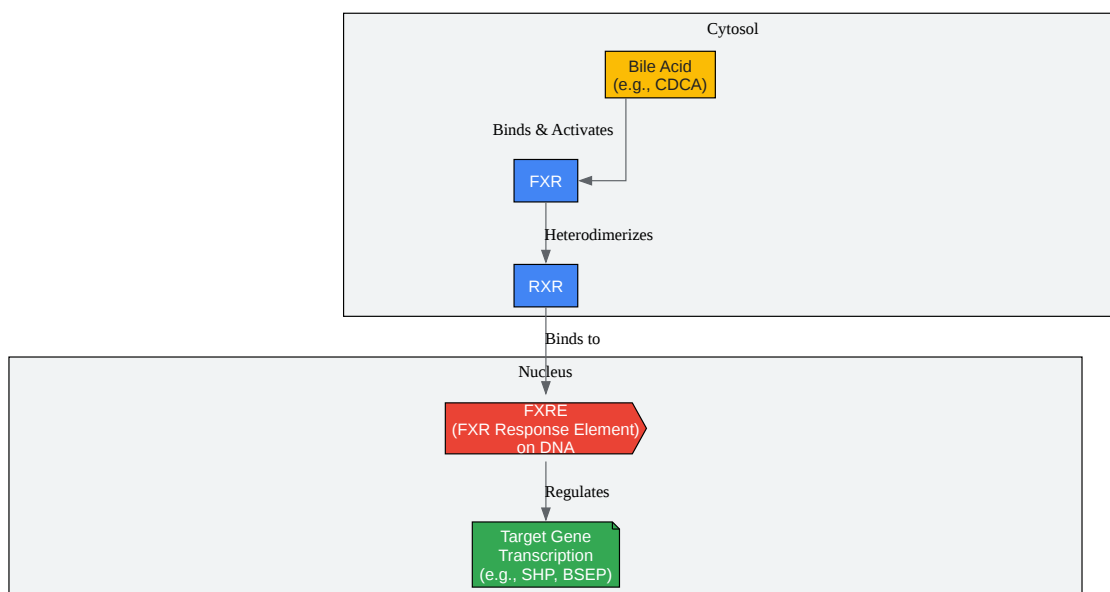 Cytosol
Bile Acid
(e.g., CDCA)
Binds & Activates
FXR
Heterodimerizes
RXR
Binds to
Nucleus
FXRE
(FXR Response Element)
on DNA
Regulates
Target Gene
Transcription
(e.g., SHP, BSEP)